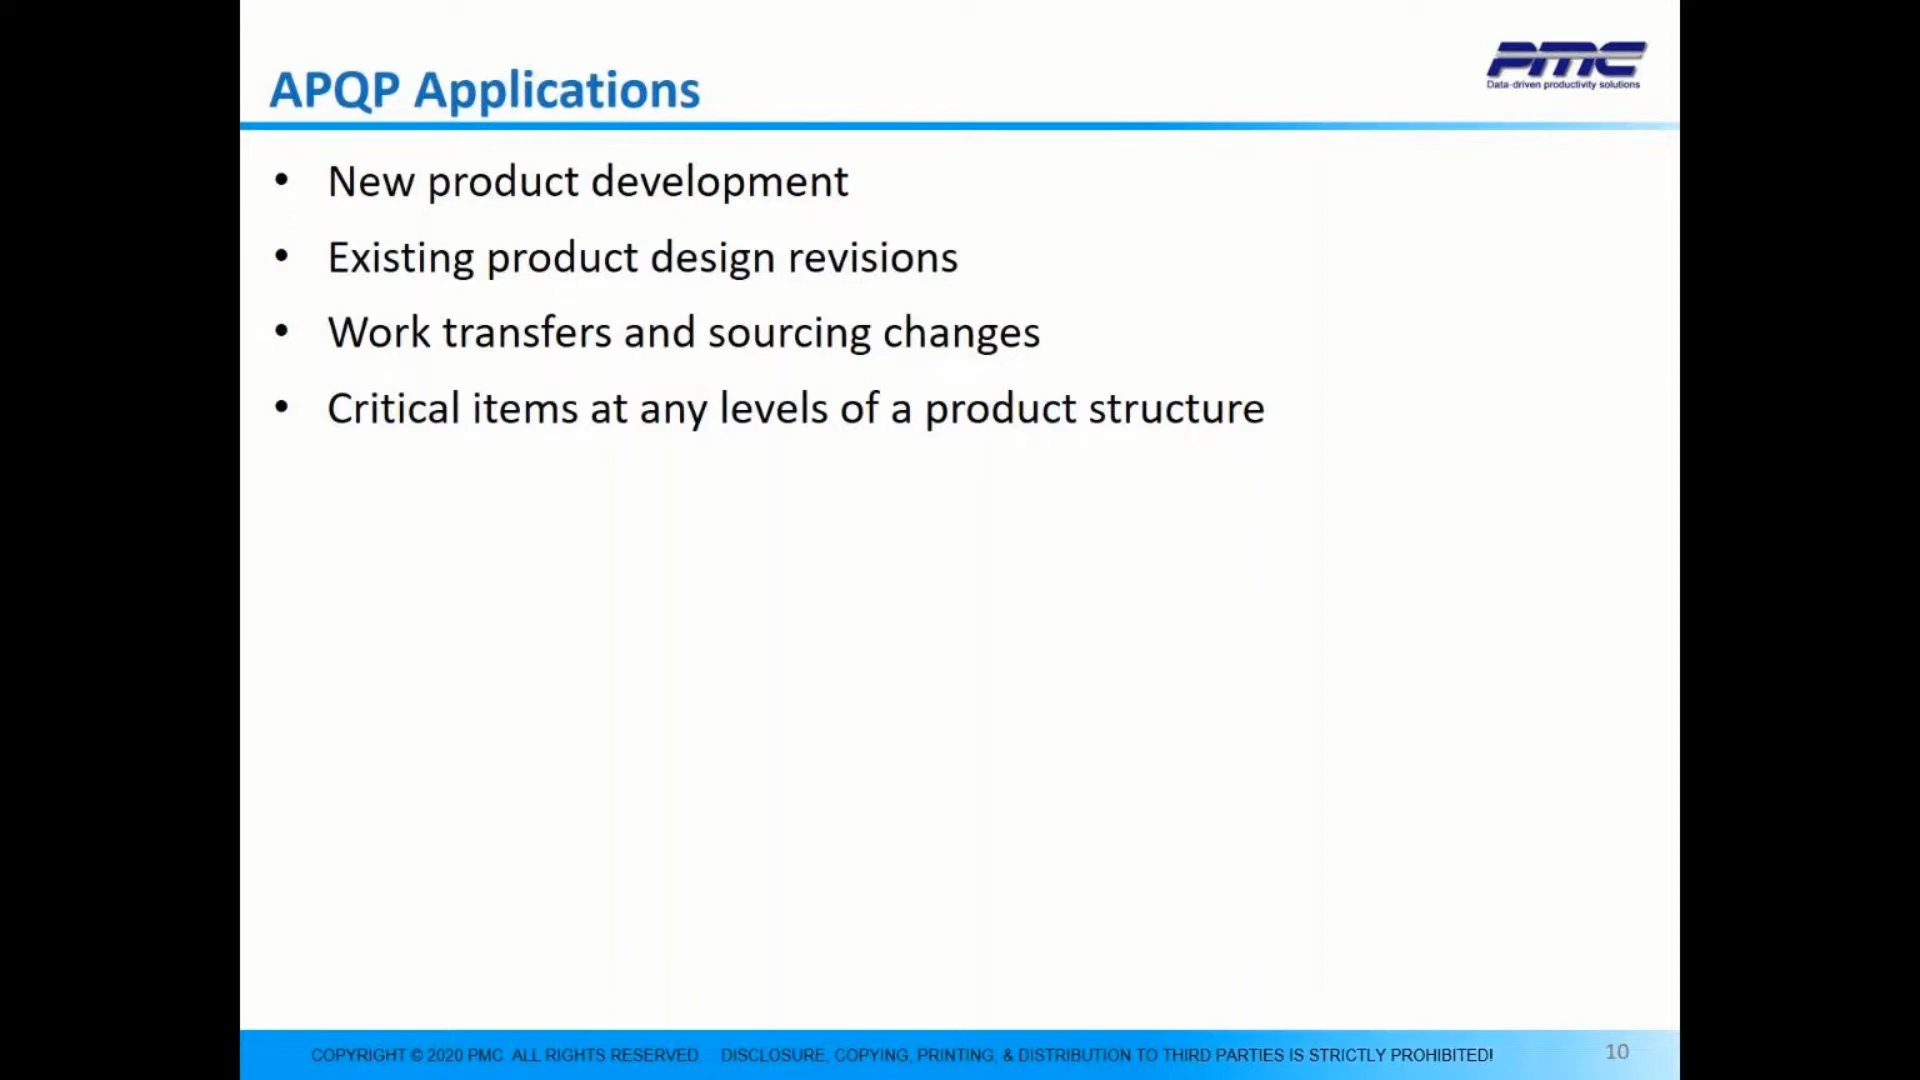 APQP Applications
PMC
Data-driven productivity solutions
• New product development
• Existing product design revisions
• Work transfers and sourcing changes
• Critical items at any levels of a product structure
COPYRIGHT © 2020 PMC. ALL RIGHTS RESERVED. DISCLOSURE, COPYING, PRINTING, & DISTRIBUTION TO THIRD PARTIES IS STRICTLY PROHIBITED!
10